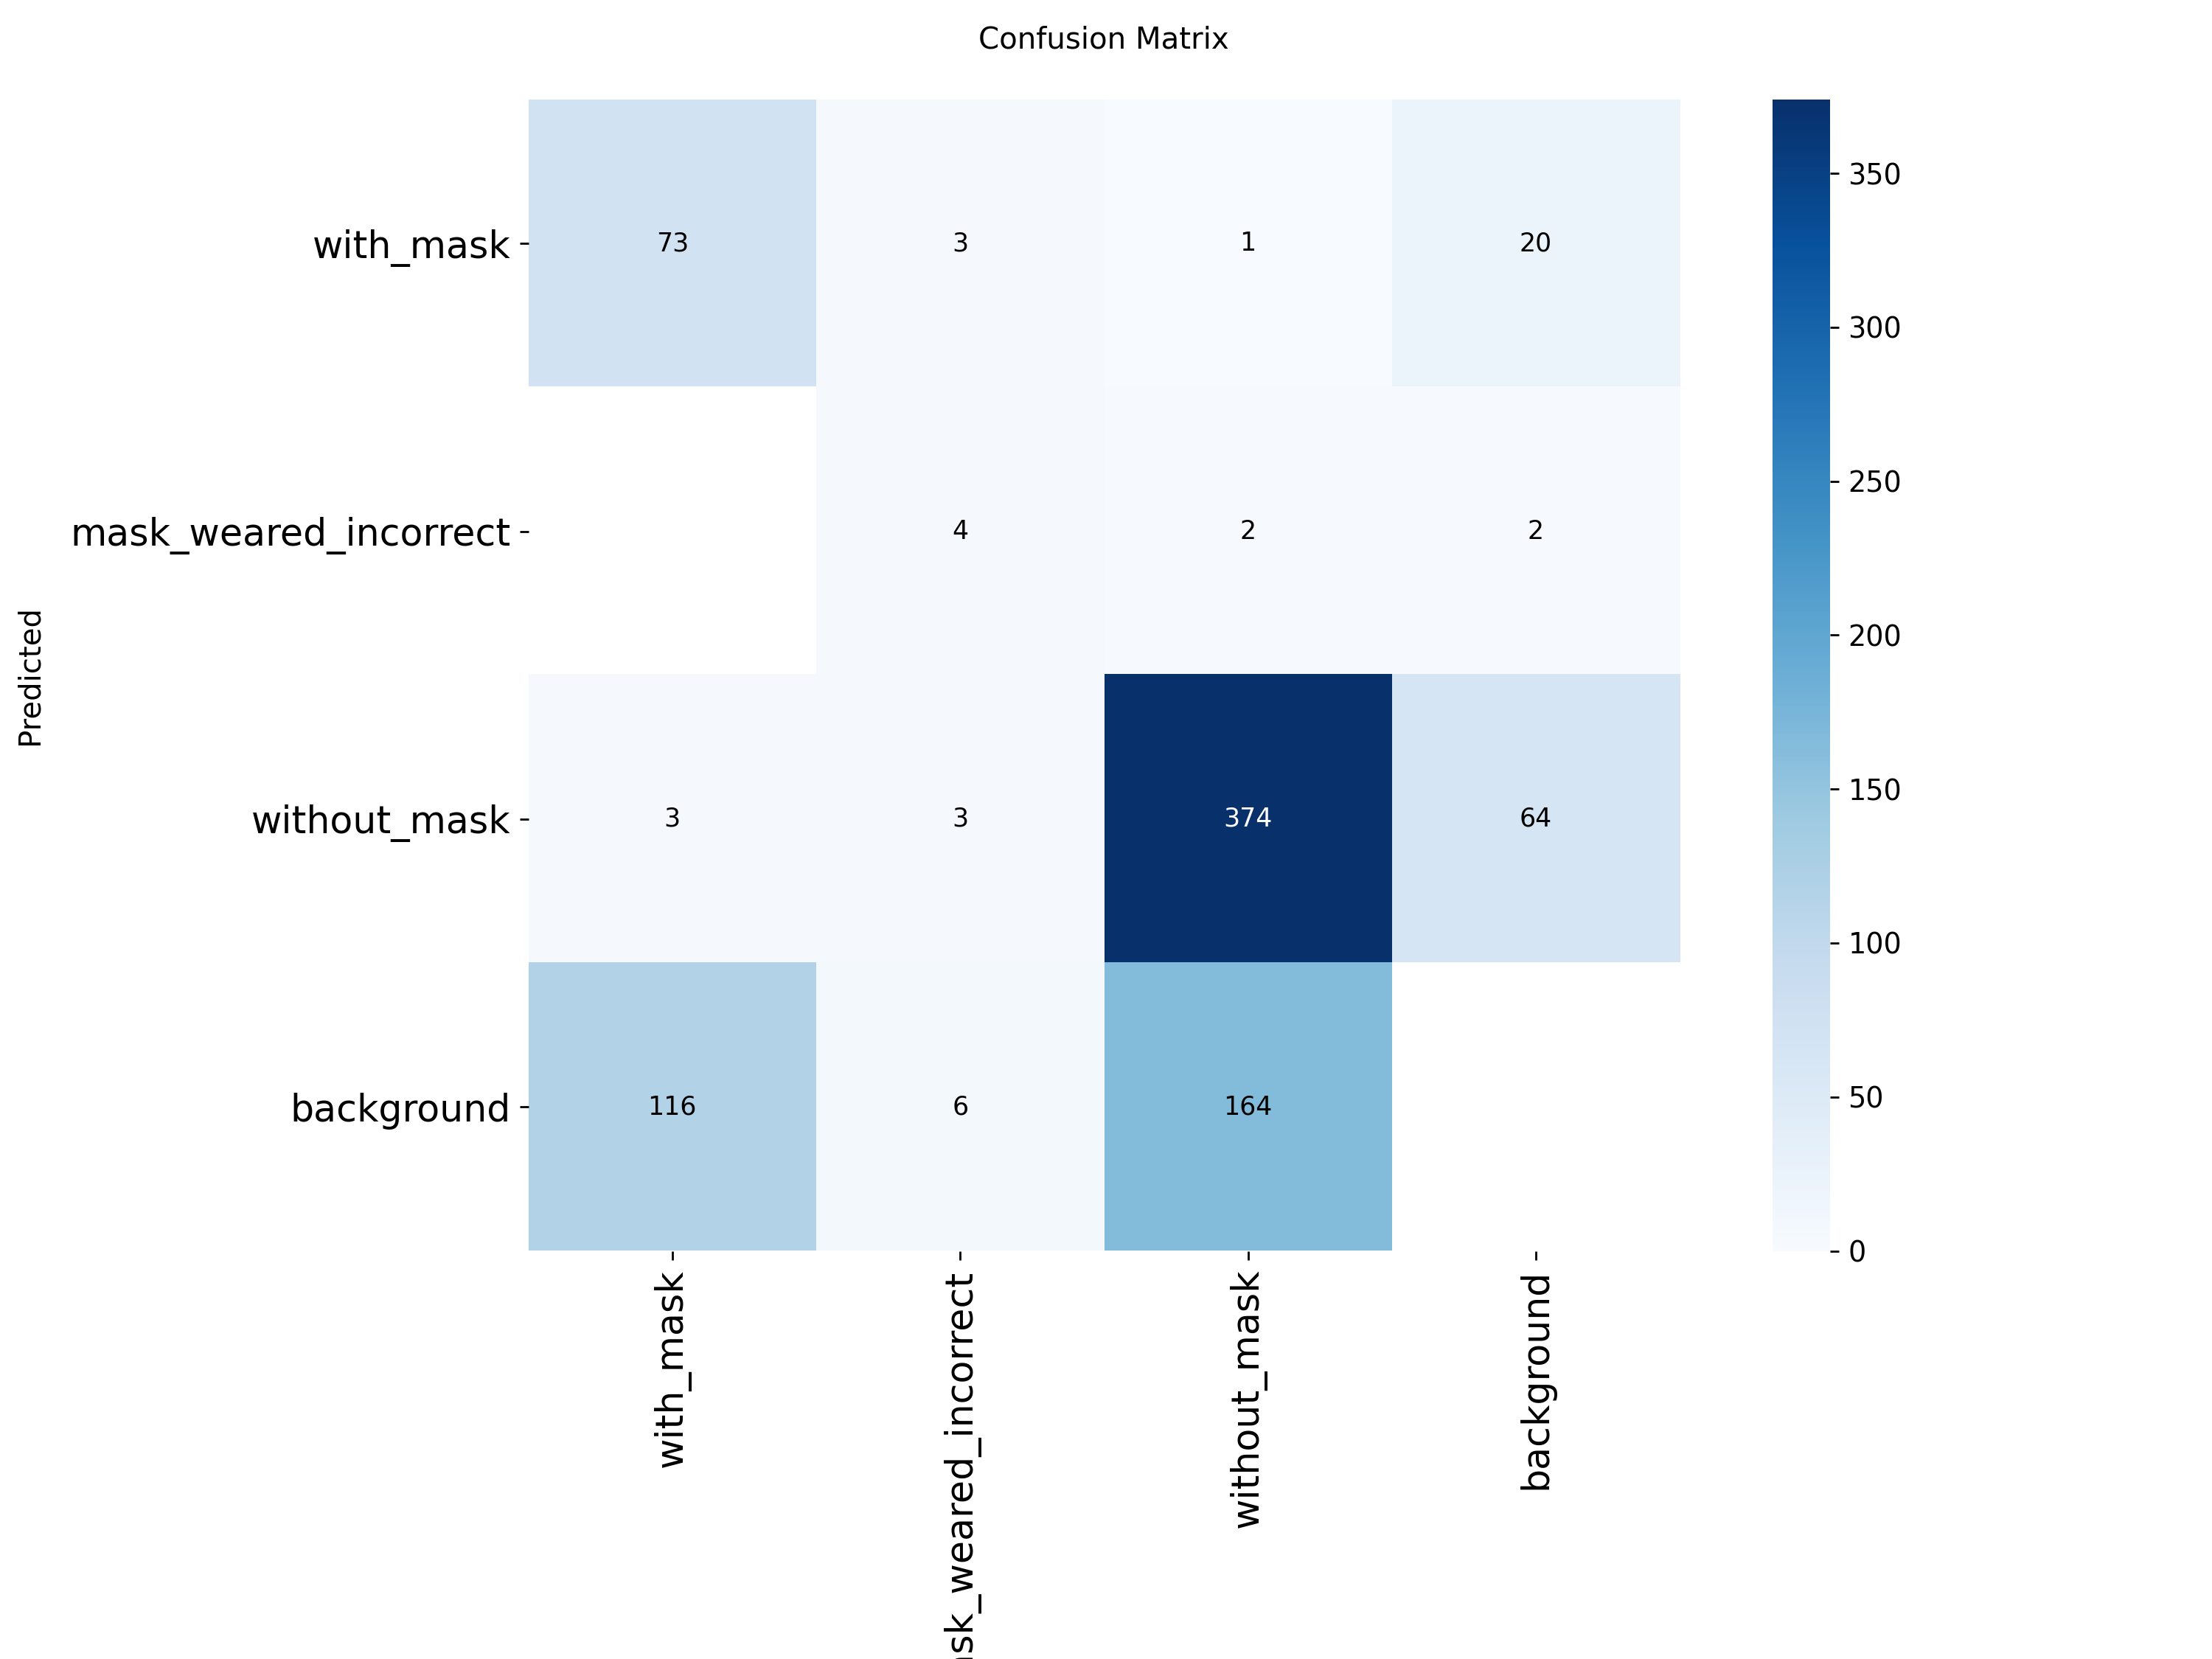 Confusion Matrix
Predicted
with_mask
73 3 1 20
mask_weared_incorrect
4 2 2
without_mask
3 3 374 64
background
116 6 164
with_mask
sk_weared_incorrect
without_mask
background
350
300
250
200
150
100
50
0